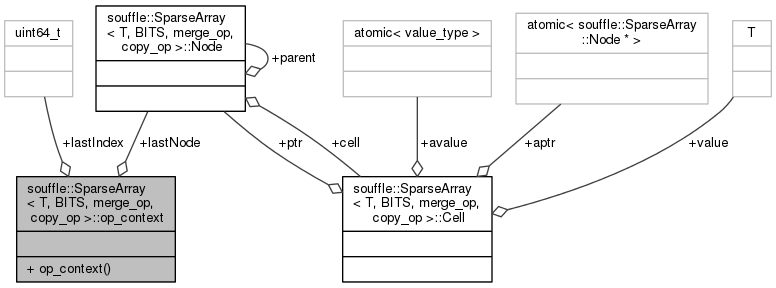 uint64_t
souffle::SparseArray
< T, BITS, merge_op,
copy_op >::Node
+parent
atomic< value_type >
atomic< souffle::SparseArray
::Node * >
T
+lastIndex
+lastNode
+ptr
+cell
+avalue
+aptr
+value
souffle::SparseArray
< T, BITS, merge_op,
copy_op >::op_context
+ op_context()
souffle::SparseArray
< T, BITS, merge_op,
copy_op >::Cell